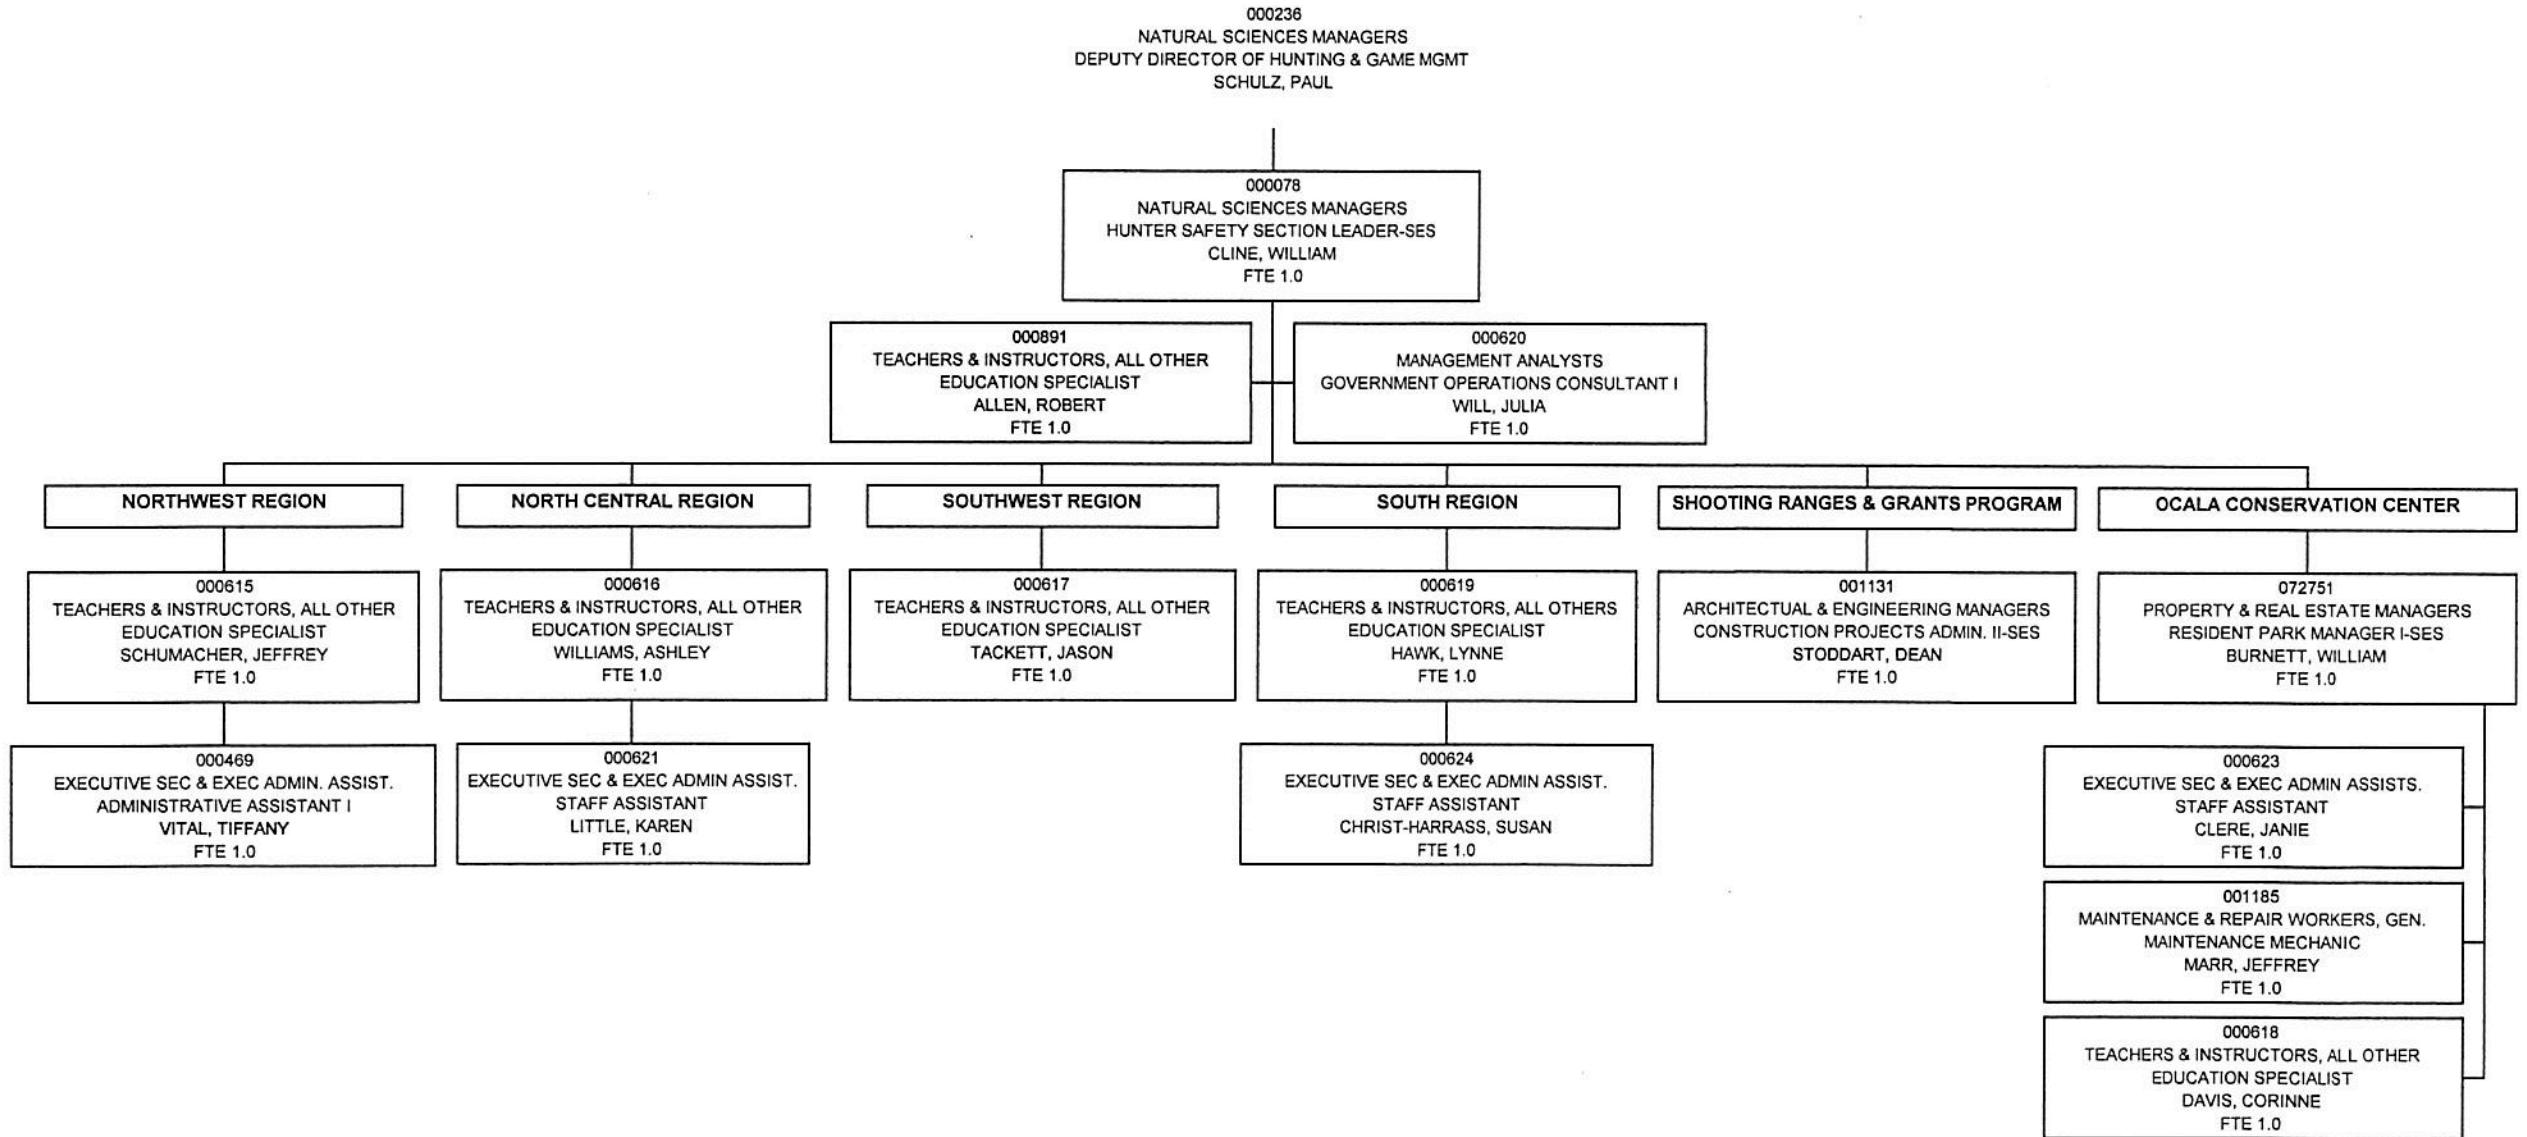 000236
NATURAL SCIENCES MANAGERS
DEPUTY DIRECTOR OF HUNTING & GAME MGMT
SCHULZ, PAUL
000078
NATURAL SCIENCES MANAGERS
HUNTER SAFETY SECTION LEADER-SES
CLINE, WILLIAM
FTE 1.0
000891
TEACHERS & INSTRUCTORS, ALL OTHER
EDUCATION SPECIALIST
ALLEN, ROBERT
FTE 1.0
000620
MANAGEMENT ANALYSTS
GOVERNMENT OPERATIONS CONSULTANT I
WILL, JULIA
FTE 1.0
NORTHWEST REGION
NORTH CENTRAL REGION
SOUTHWEST REGION
SOUTH REGION
SHOOTING RANGES & GRANTS PROGRAM
OCALA CONSERVATION CENTER
000615
TEACHERS & INSTRUCTORS, ALL OTHER
EDUCATION SPECIALIST
SCHUMACHER, JEFFREY
FTE 1.0
000616
TEACHERS & INSTRUCTORS, ALL OTHER
EDUCATION SPECIALIST
WILLIAMS, ASHLEY
FTE 1.0
000617
TEACHERS & INSTRUCTORS, ALL OTHER
EDUCATION SPECIALIST
TACKETT, JASON
FTE 1.0
000619
TEACHERS & INSTRUCTORS, ALL OTHERS
EDUCATION SPECIALIST
HAWK, LYNNE
FTE 1.0
001131
ARCHITECTUAL & ENGINEERING MANAGERS
CONSTRUCTION PROJECTS ADMIN. II-SES
STODDART, DEAN
FTE 1.0
072751
PROPERTY & REAL ESTATE MANAGERS
RESIDENT PARK MANAGER I-SES
BURNETT, WILLIAM
FTE 1.0
000469
EXECUTIVE SEC & EXEC ADMIN. ASSIST.
ADMINISTRATIVE ASSISTANT I
VITAL, TIFFANY
FTE 1.0
000621
EXECUTIVE SEC & EXEC ADMIN ASSIST.
STAFF ASSISTANT
LITTLE, KAREN
FTE 1.0
000624
EXECUTIVE SEC & EXEC ADMIN ASSIST.
STAFF ASSISTANT
CHRIST-HARRASS, SUSAN
FTE 1.0
000623
EXECUTIVE SEC & EXEC ADMIN ASSISTS.
STAFF ASSISTANT
CLERE, JANIE
FTE 1.0
001185
MAINTENANCE & REPAIR WORKERS, GEN.
MAINTENANCE MECHANIC
MARR, JEFFREY
FTE 1.0
000618
TEACHERS & INSTRUCTORS, ALL OTHER
EDUCATION SPECIALIST
DAVIS, CORINNE
FTE 1.0